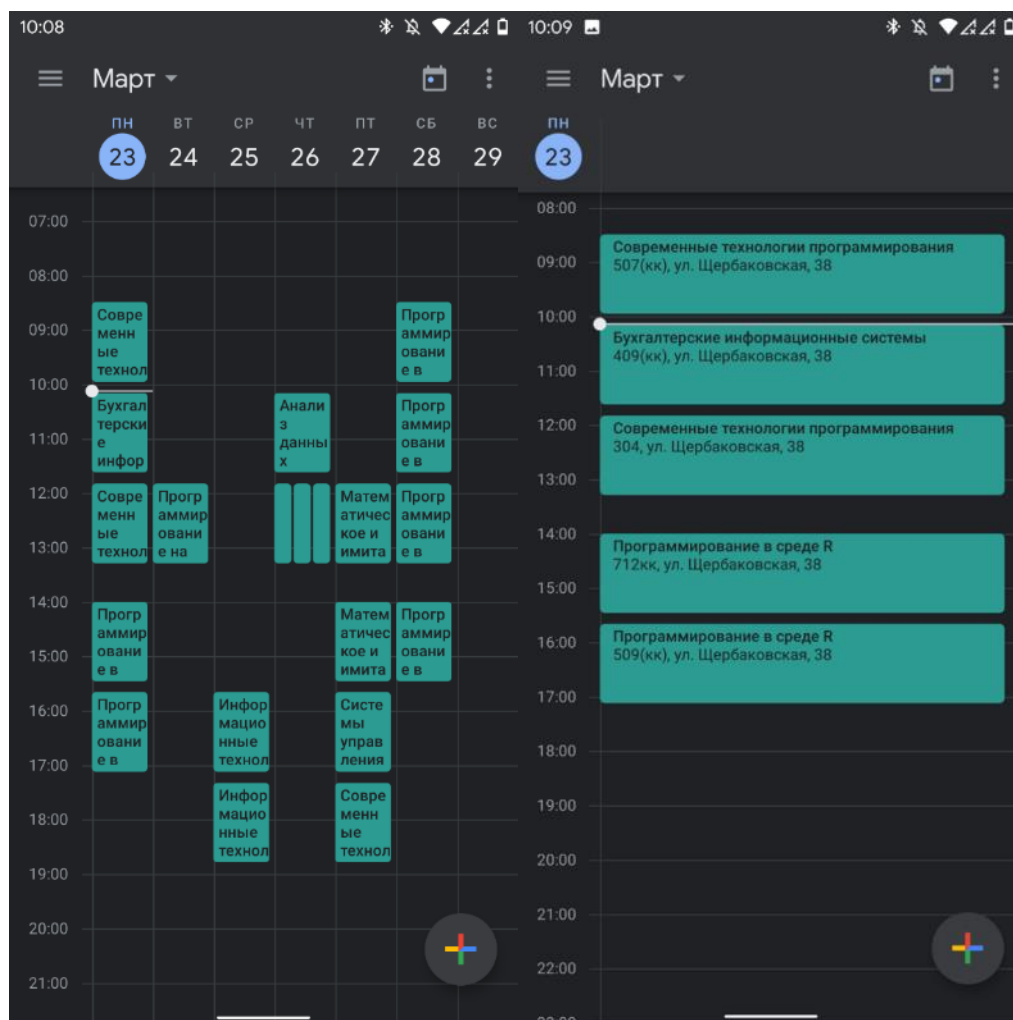 10:08
Март
ПН ВТ СР ЧТ ПТ СБ ВС
23 24 25 26 27 28 29
07:00
08:00
09:00
10:00
11:00
12:00
13:00
14:00
15:00
16:00
17:00
18:00
19:00
20:00
21:00
Совре
менн
ые
технол
Бухгал
терски
е
инфор
Совре
менн
ые
технол
Прогр
аммир
овани
е в
Прогр
аммир
овани
е в
Прогр
аммир
овани
е на
Инфор
мацио
нные
технол
Инфор
мацио
нные
технол
Анали
з
данны
х
Матем
атичес
кое и
имита
Матем
атичес
кое и
имита
Систе
мы
управ
ления
Совре
менн
ые
технол
Прогр
аммир
овани
е в
Прогр
аммир
овани
е в
Прогр
аммир
овани
е в
Прогр
аммир
овани
е в
10:09
Март
ПН
23
08:00
09:00
10:00
11:00
12:00
13:00
14:00
15:00
16:00
17:00
18:00
19:00
20:00
21:00
22:00
Современные технологии программирования
507(кк), ул. Щербаковская, 38
Бухгалтерские информационные системы
409(кк), ул. Щербаковская, 38
Современные технологии программирования
304, ул. Щербаковская, 38
Программирование в среде R
712кк, ул. Щербаковская, 38
Программирование в среде R
509(кк), ул. Щербаковская, 38